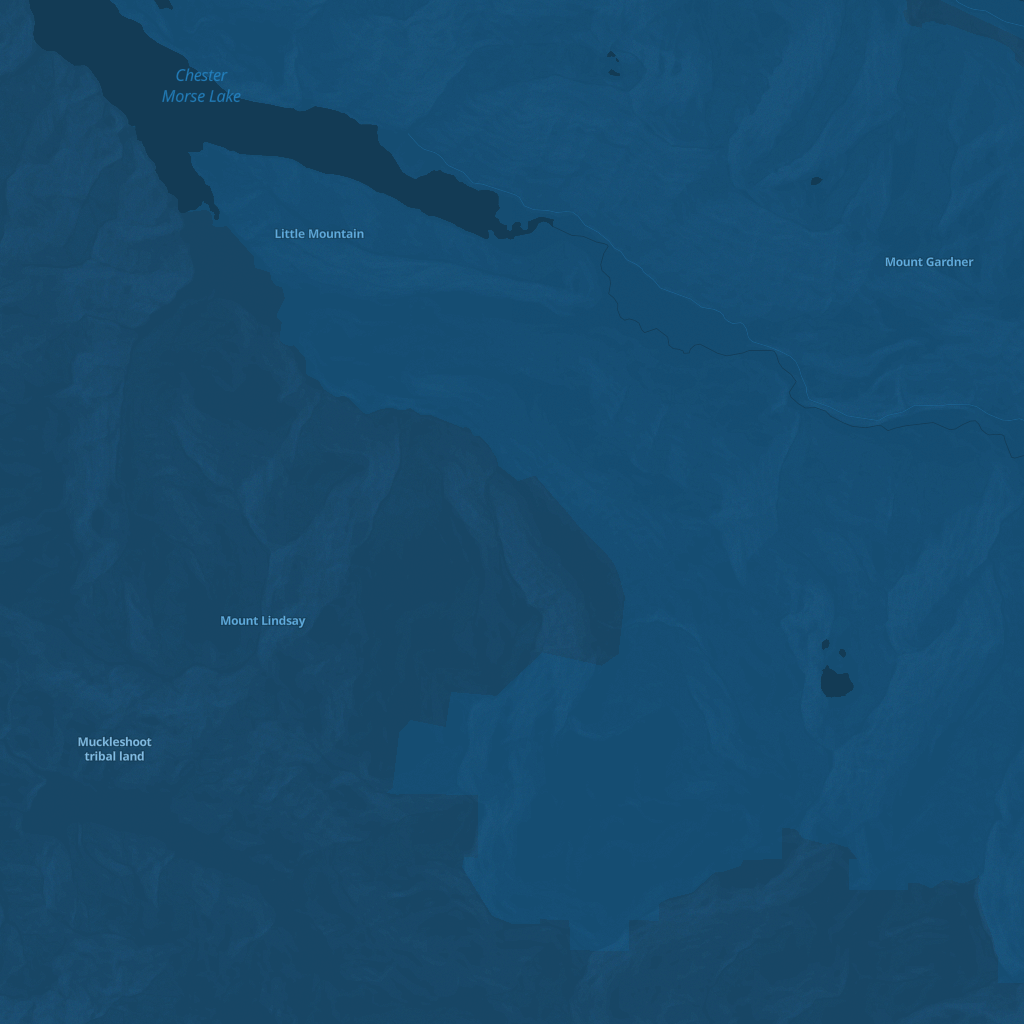 Chester
Morse Lake
Little Mountain
Mount Gardner
Mount Lindsay
Muckleshoot
tribal land